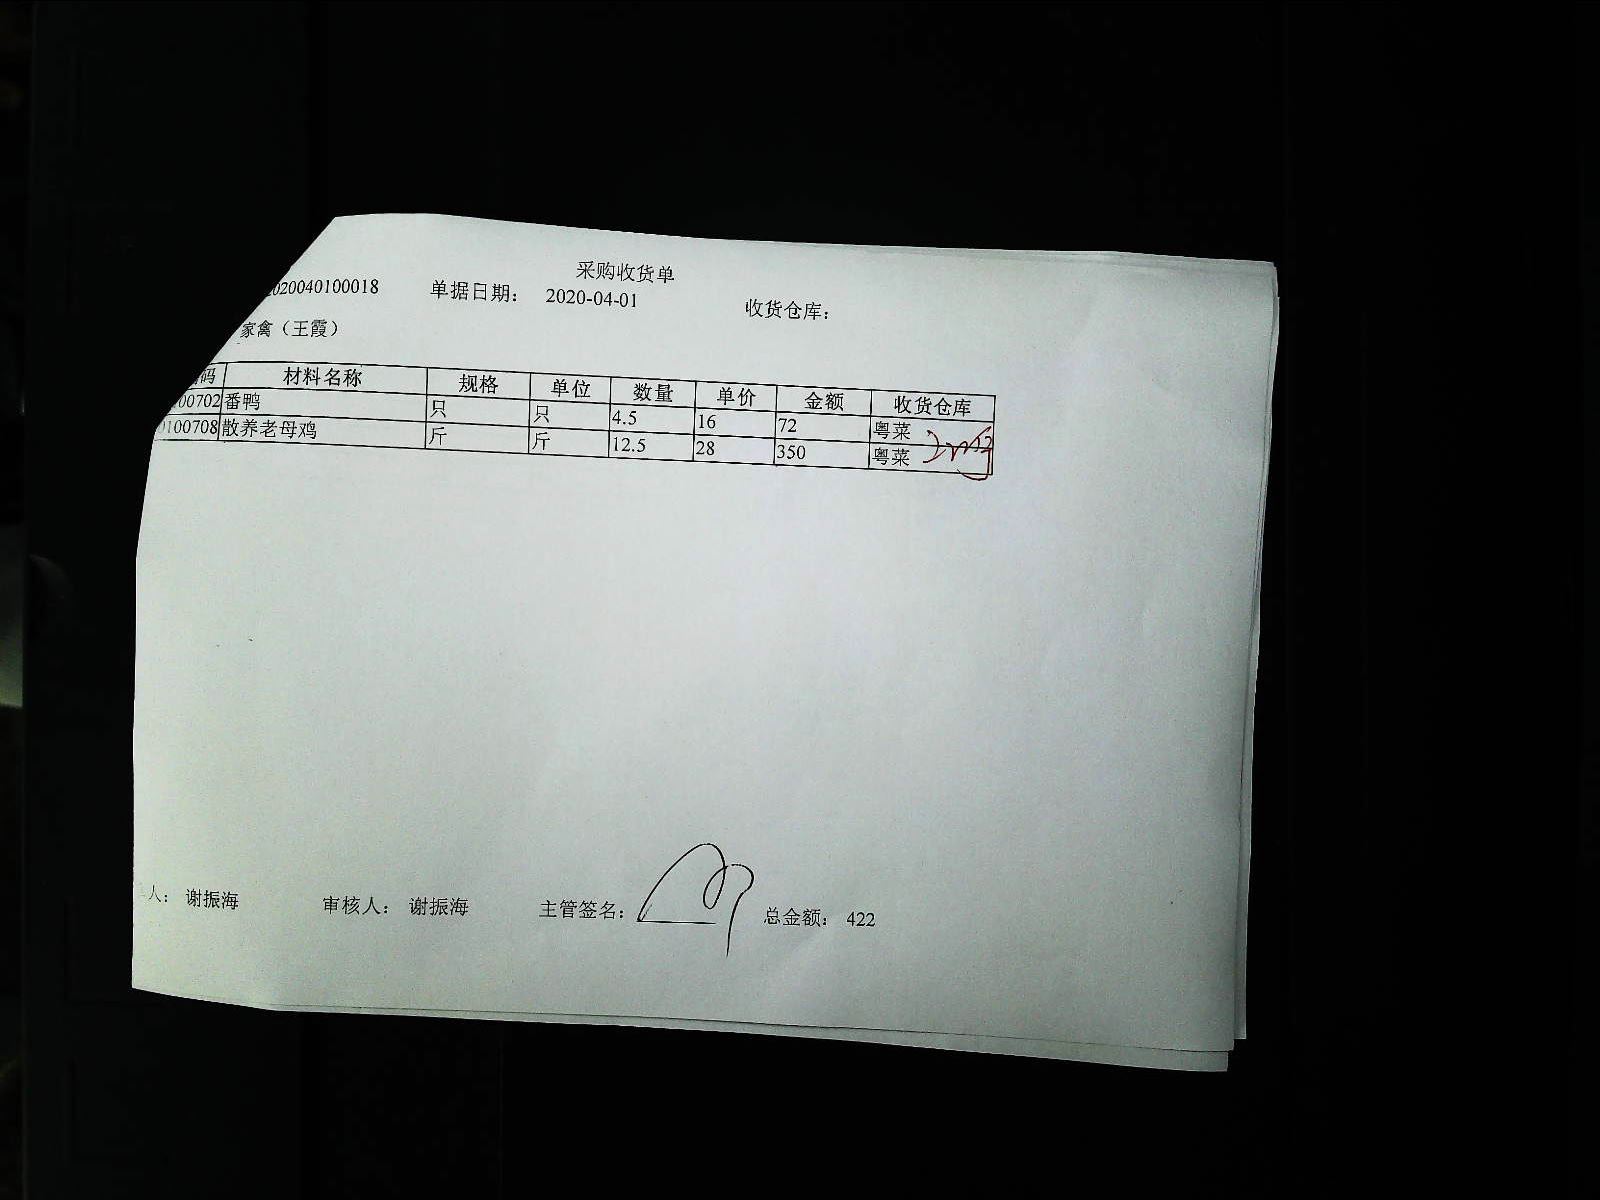 采购收货单
020040100018 单据日期： 2020-04-01 收货仓库：
家禽（王霞）
码 材料名称 规格 单位 数量 单价 金额 收货仓库
00702 番鸭 只 只 4.5 16 72 粤菜
100708 散养老母鸡 斤 斤 12.5 28 350 粤菜
人： 谢振海 审核人： 谢振海 主管签名： 总金额： 422